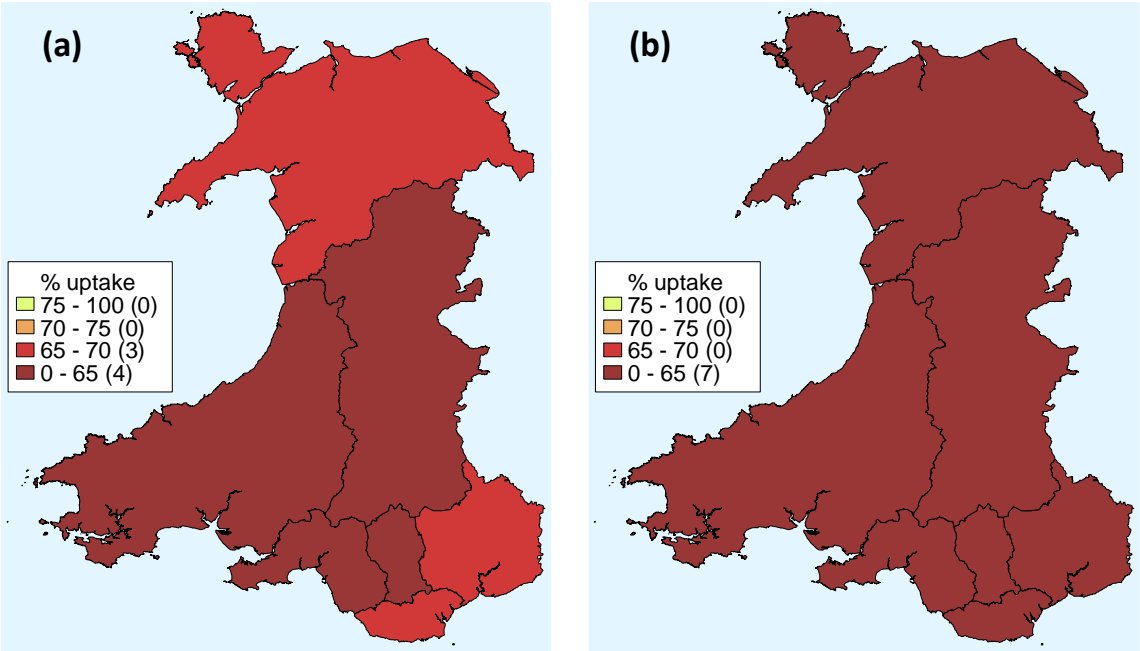 (a)
% uptake
75 - 100 (0)
70 - 75 (0)
65 - 70 (3)
0 - 65 (4)
(b)
% uptake
75 - 100 (0)
70 - 75 (0)
65 - 70 (0)
0 - 65 (7)